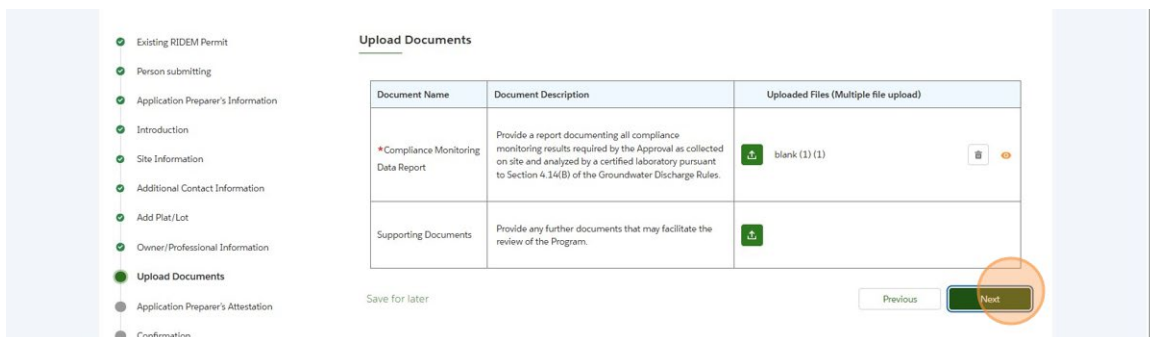 Existing RIDEM Permit
Person submitting
Application Preparer's Information
Introduction
Site Information
Additional Contact Information
Add Plat/Lot
Owner/Professional Information
Upload Documents
Application Preparer's Attestation
Confirmation
Upload Documents
Document Name
Document Description
Uploaded Files (Multiple file upload)
*Compliance Monitoring
Data Report
Provide a report documenting all compliance
monitoring results required by the Approval as collected
on site and analyzed by a certified laboratory pursuant
to Section 4.14(B) of the Groundwater Discharge Rules.
blank (1) (1)
Supporting Documents
Provide any further documents that may facilitate the
review of the Program.
Save for later
Previous
Next